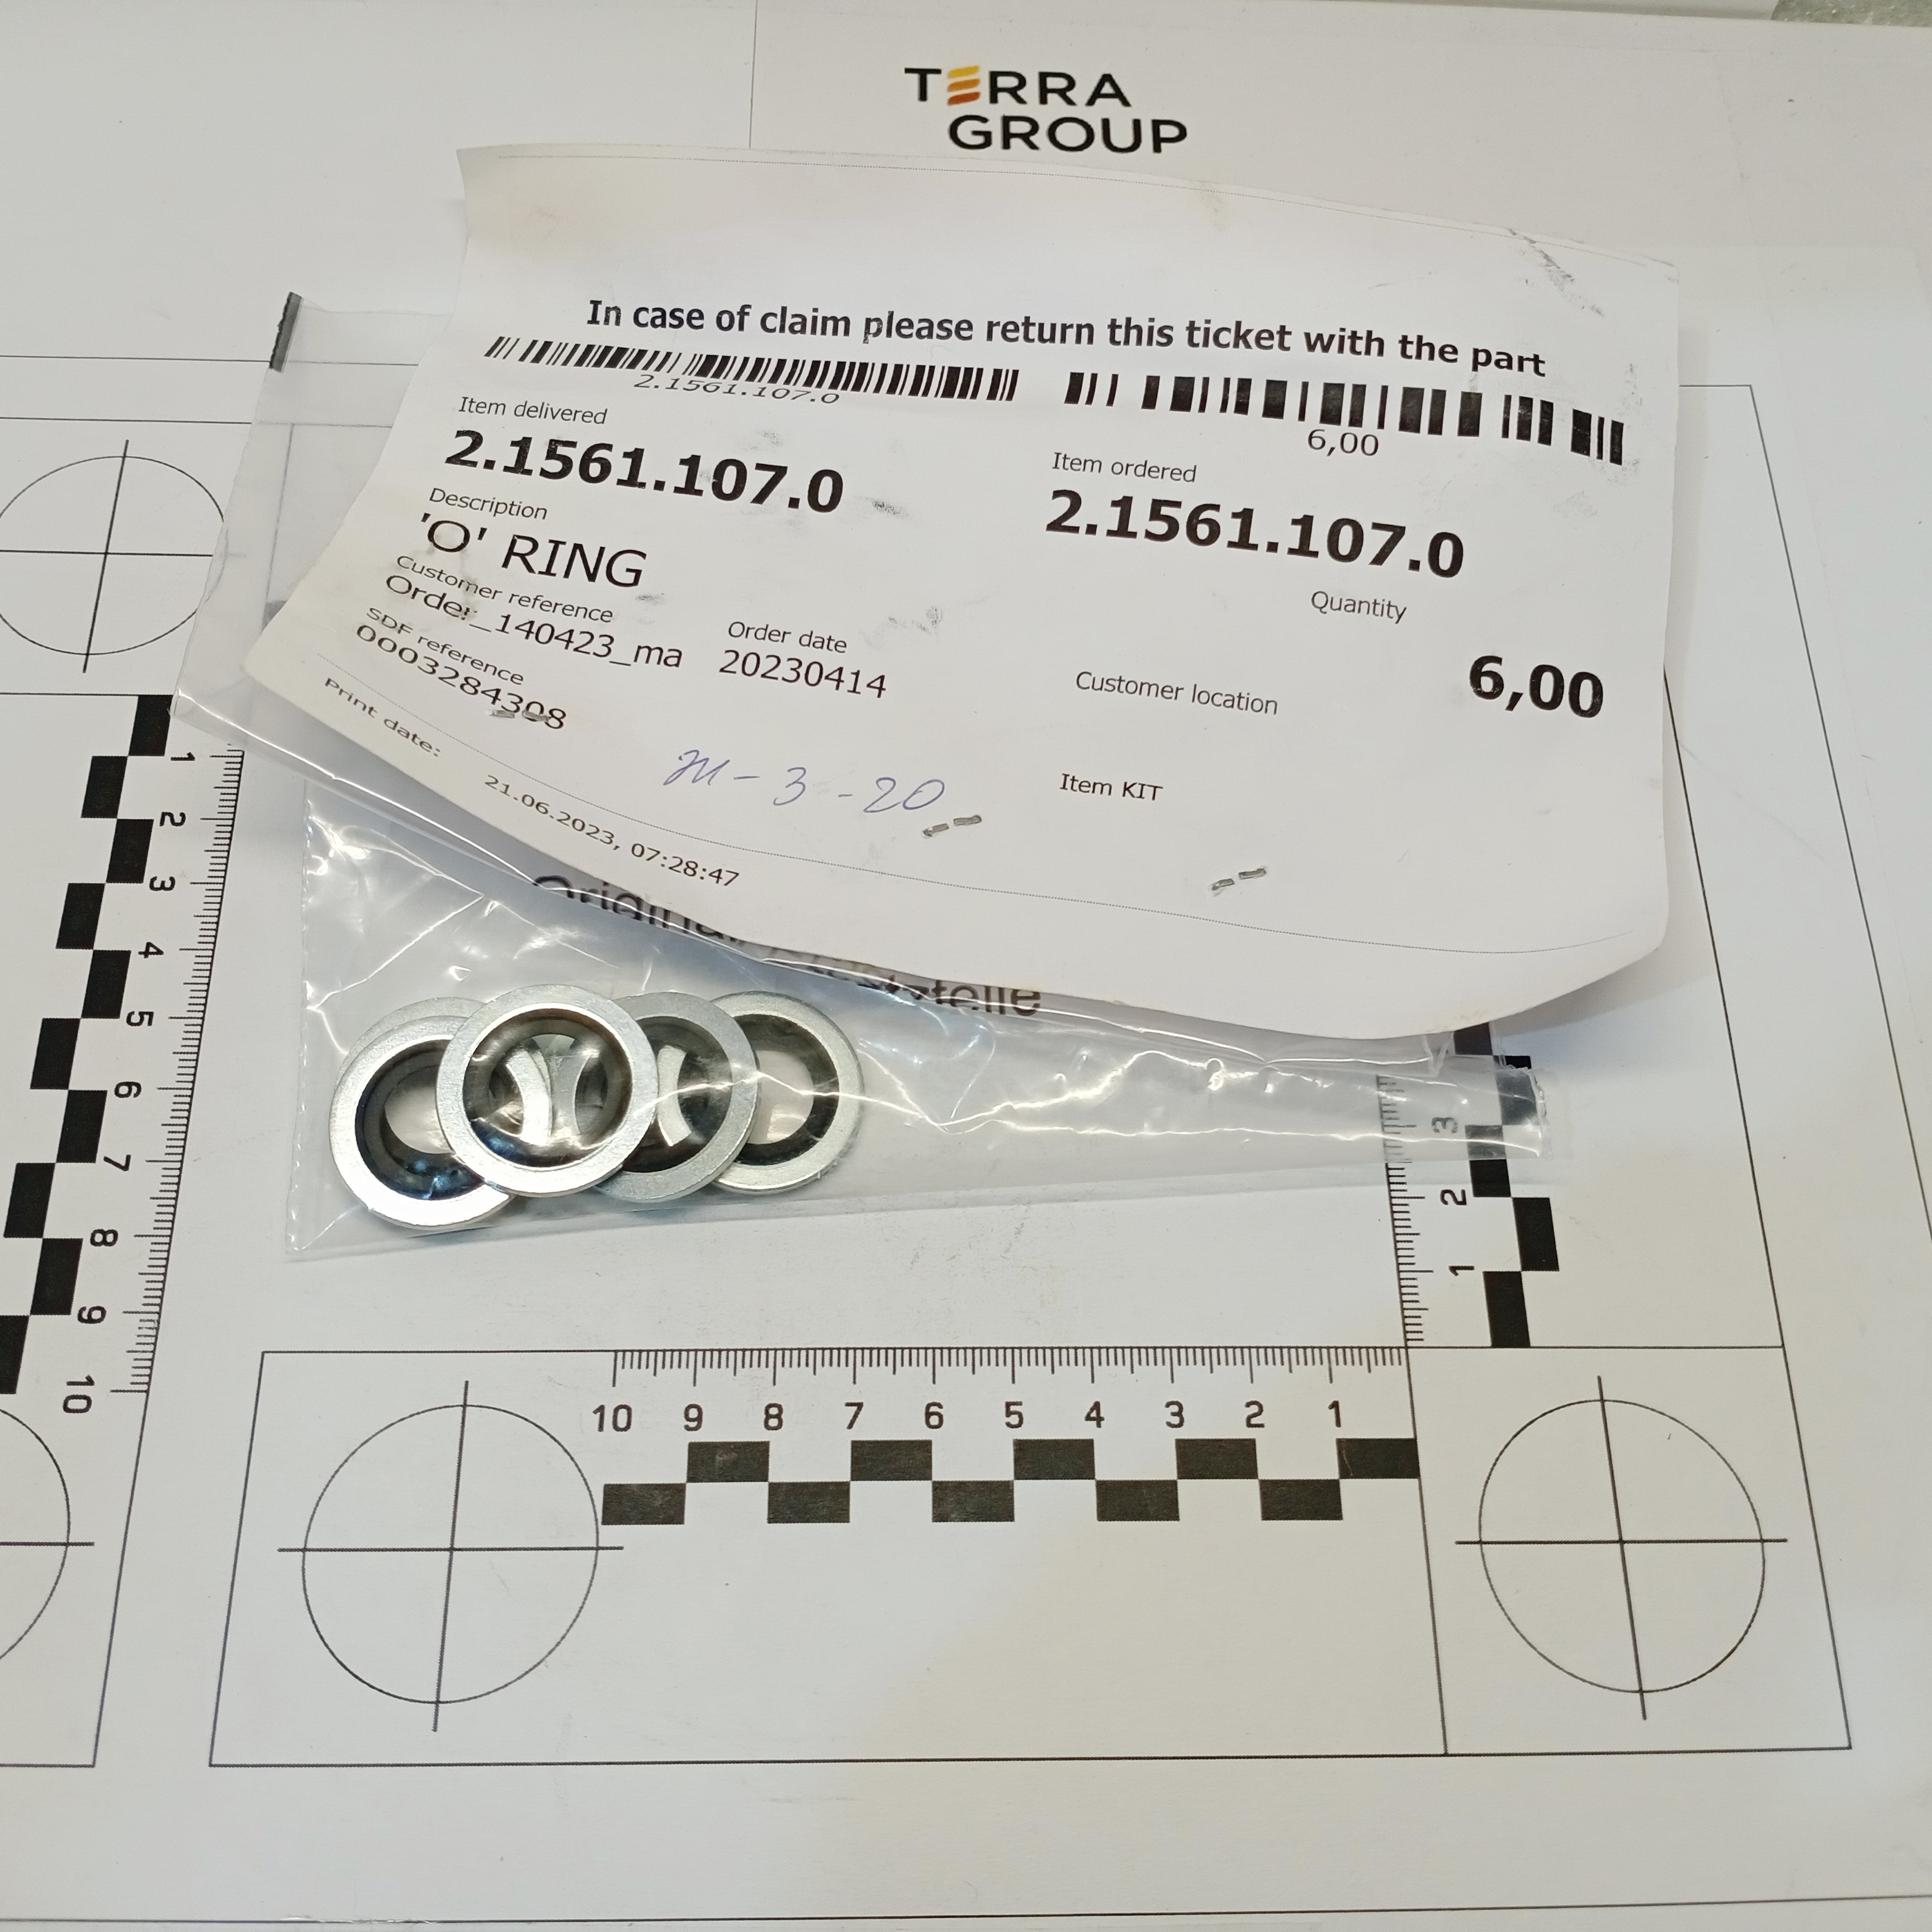 TERRA
GROUP
In case of claim please return this ticket with the part
2.1561.107.0
6,00
Item delivered
2.1561.107.0
Item ordered
2.1561.107.0
Description
'O' RING
Quantity
6,00
Customer reference
Order_140423_ma
Order date
20230414
Customer location
SDF reference
0003284308
Item KIT
Print date:
21.06.2023, 07:28:47
-3-20
1
2
3
4
5
6
7
8
9
10
3
2
1
10 9 8 7 6 5 4 3 2 1